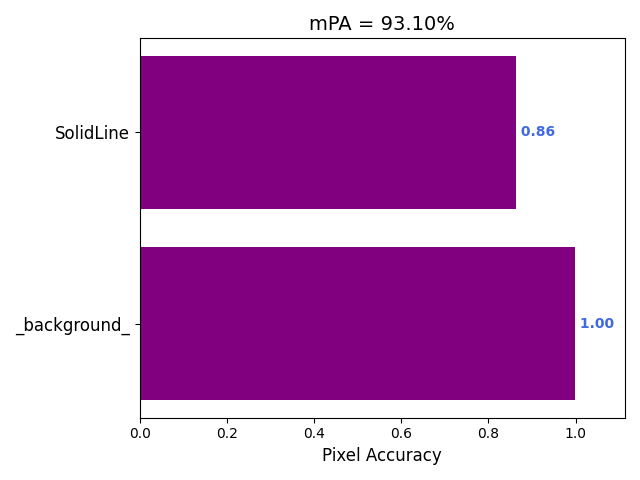 mPA = 93.10%
SolidLine
0.86
_background_
1.00
0.0 0.2 0.4 0.6 0.8 1.0
Pixel Accuracy